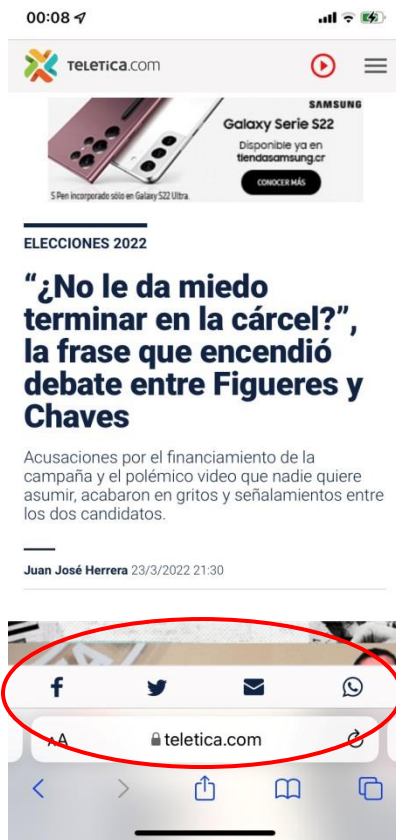 00:08
TELETICA.com
SAMSUNG
Galaxy Serie S22
Disponible ya en
tiendasamsung.cr
CONOCER MÁS
S Pen incorporado sólo en Galaxy S22 Ultra.
ELECCIONES 2022
“¿No le da miedo
terminar en la cárcel?”,
la frase que encendió
debate entre Figueres y
Chaves
Acusaciones por el financiamiento de la
campaña y el polémico video que nadie quiere
asumir, acabaron en gritos y señalamientos entre
los dos candidatos.
Juan José Herrera 23/3/2022 21:30
AA teletica.com